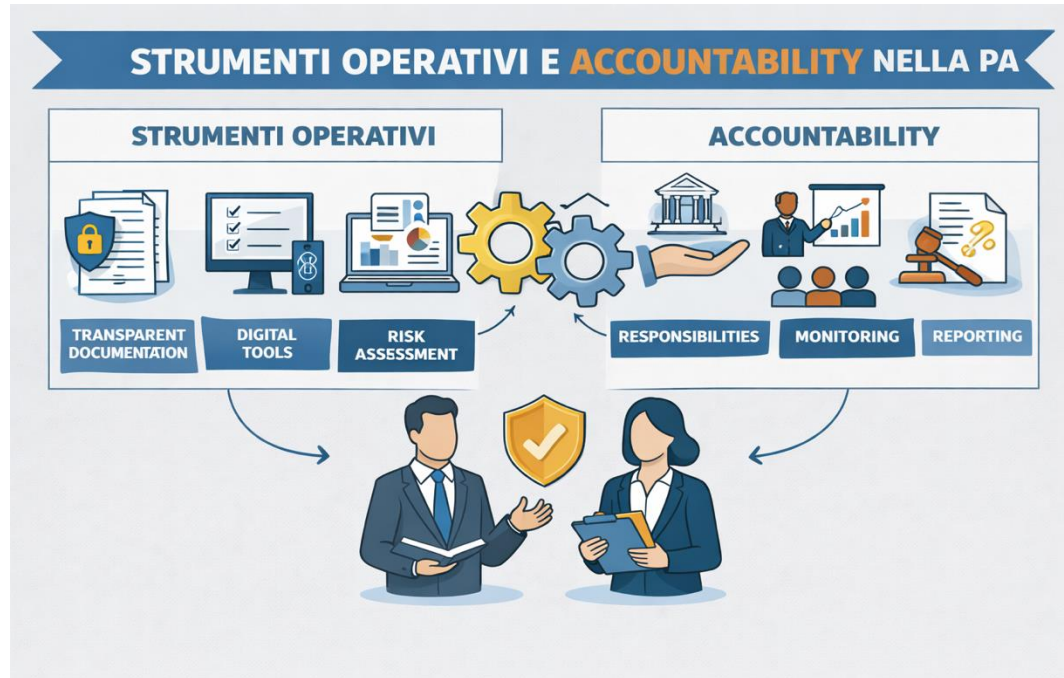 STRUMENTI OPERATIVI E ACCOUNTABILITY NELLA PA
STRUMENTI OPERATIVI
TRANSPARENT
DOCUMENTATION
DIGITAL
TOOLS
RISK
ASSESSMENT
ACCOUNTABILITY
RESPONSIBILITIES
MONITORING
REPORTING